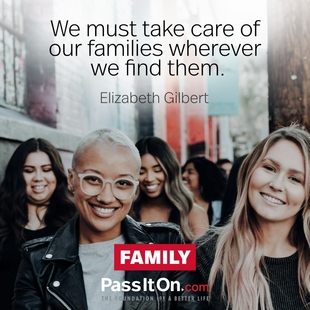 We must take care of
our families wherever
we find them.
Elizabeth Gilbert
FAMILY
PassItOn.com
THE FOUNDATION for A BETTER LIFE